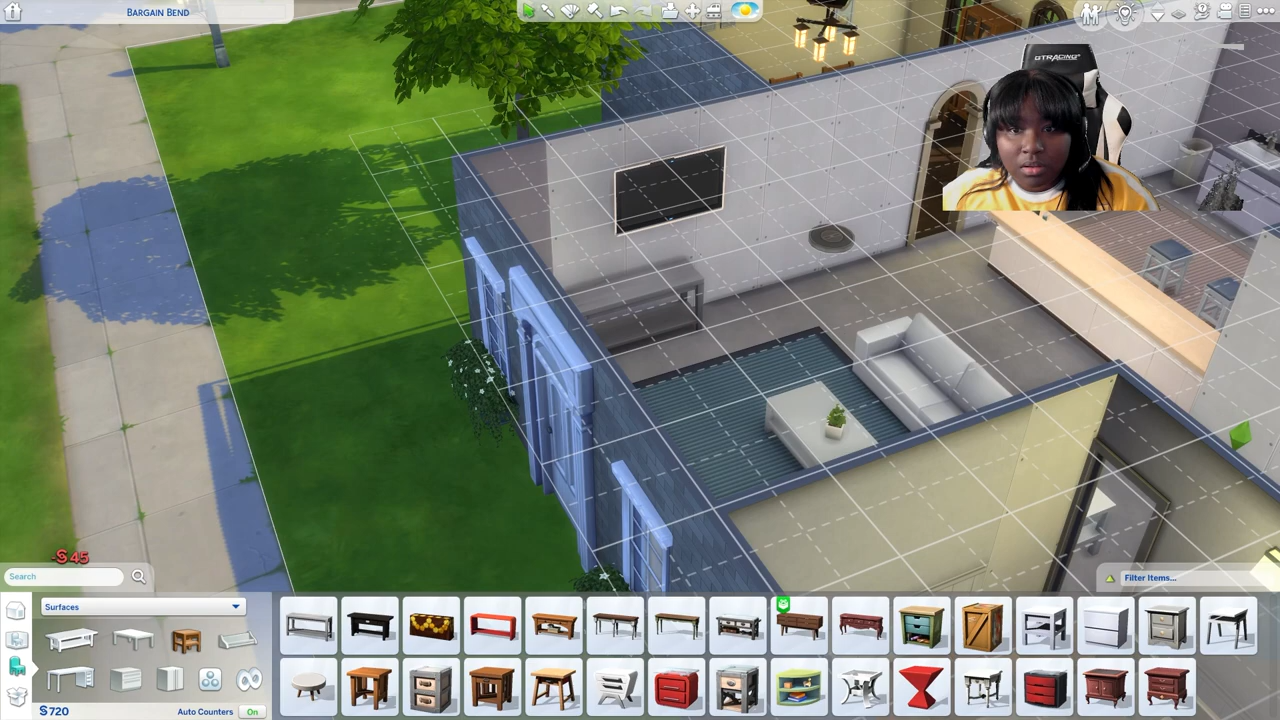 BARGAIN BEND
GTRACING
-§45
Search
Filter Items...
Surfaces
§720
Auto Counters
On